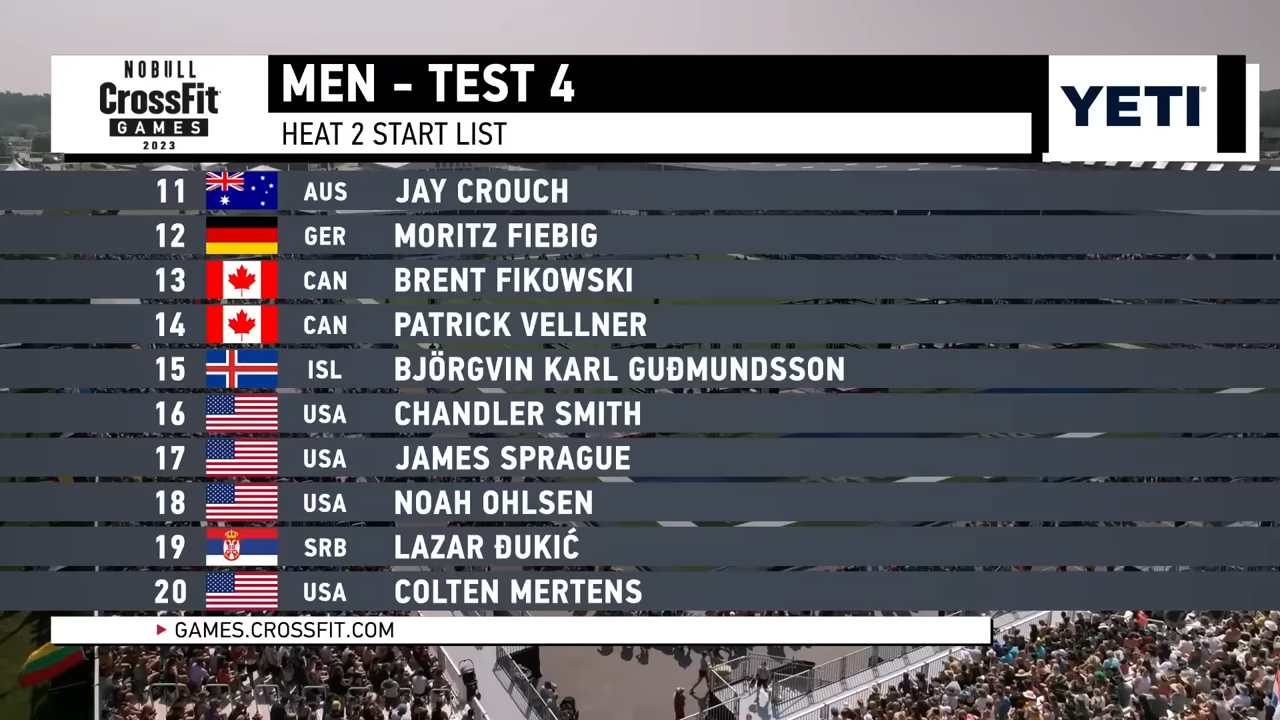 NOBULL
CrossFit
GAMES
2023
MEN - TEST 4
HEAT 2 START LIST
YETI
11 AUS JAY CROUCH
12 GER MORITZ FIEBIG
13 CAN BRENT FIKOWSKI
14 CAN PATRICK VELLNER
15 ISL BJÖRGVIN KARL GUÐMUNDSSON
16 USA CHANDLER SMITH
17 USA JAMES SPRAGUE
18 USA NOAH OHLSEN
19 SRB LAZAR ĐUKIĆ
20 USA COLTEN MERTENS
GAMES.CROSSFIT.COM